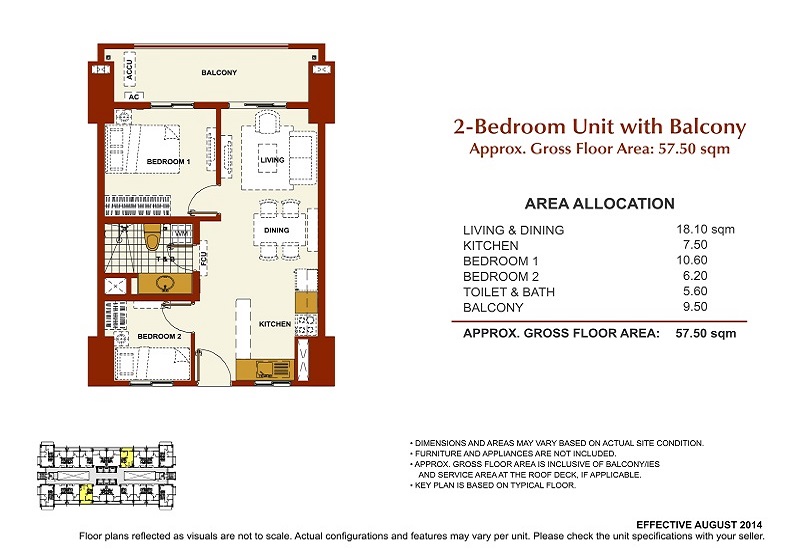 BALCONY
ACCU
AC
BEDROOM 1
LIVING
DINING
WM
T & B
FCU
BEDROOM 2
KITCHEN
2-Bedroom Unit with Balcony
Approx. Gross Floor Area: 57.50 sqm
AREA ALLOCATION
LIVING & DINING 18.10 sqm
KITCHEN 7.50
BEDROOM 1 10.60
BEDROOM 2 6.20
TOILET & BATH 5.60
BALCONY 9.50
APPROX. GROSS FLOOR AREA: 57.50 sqm
• DIMENSIONS AND AREAS MAY VARY BASED ON ACTUAL SITE CONDITION.
• FURNITURE AND APPLIANCES ARE NOT INCLUDED.
• APPROX. GROSS FLOOR AREA IS INCLUSIVE OF BALCONY/IES
AND SERVICE AREA AT THE ROOF DECK, IF APPLICABLE.
• KEY PLAN IS BASED ON TYPICAL FLOOR.
EFFECTIVE AUGUST 2014
Floor plans reflected as visuals are not to scale. Actual configurations and features may vary per unit. Please check the unit specifications with your seller.